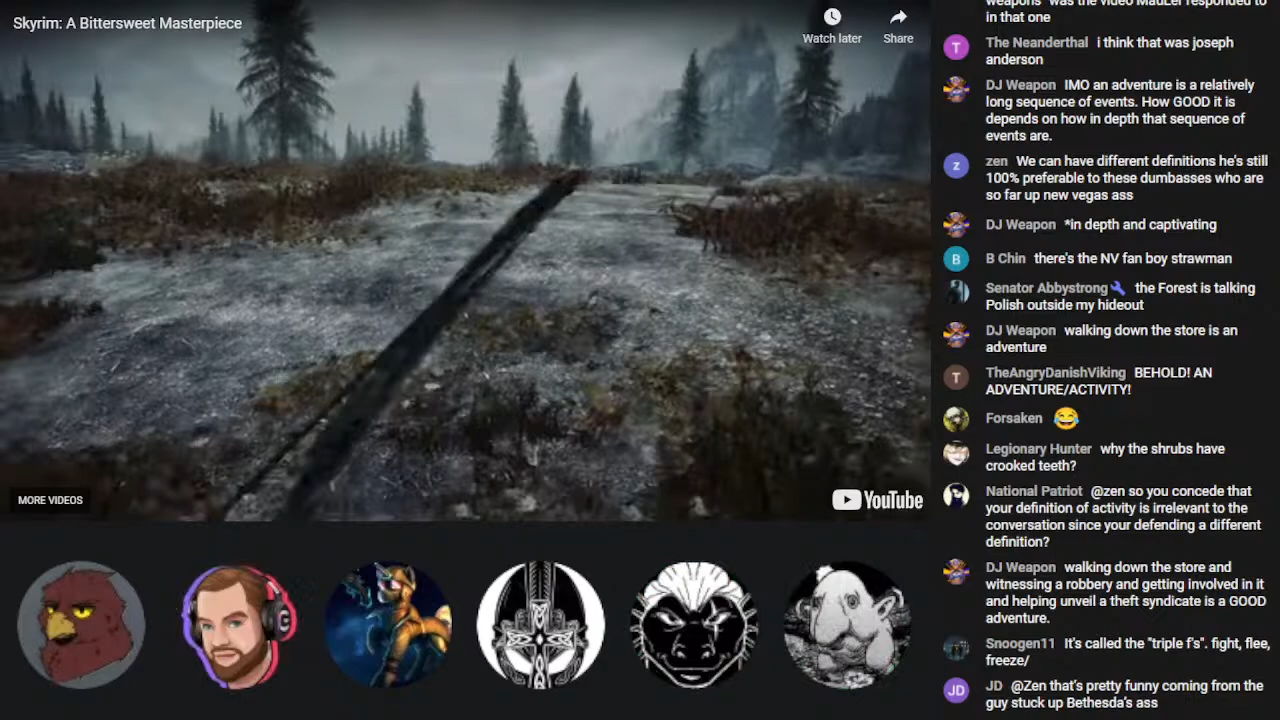 Skyrim: A Bittersweet Masterpiece
Watch later
Share
MORE VIDEOS
YouTube
weapons" was the video MauLer responded to
in that one
T
The Neanderthal i think that was joseph
anderson
DJ Weapon IMO an adventure is a relatively
long sequence of events. How GOOD it is
depends on how in depth that sequence of
events are.
z
zen We can have different definitions he's still
100% preferable to these dumbasses who are
so far up new vegas ass
DJ Weapon *in depth and captivating
B
B Chin there's the NV fan boy strawman
Senator Abbystrong the Forest is talking
Polish outside my hideout
DJ Weapon walking down the store is an
adventure
T
TheAngryDanishViking BEHOLD! AN
ADVENTURE/ACTIVITY!
Forsaken 😂
Legionary Hunter why the shrubs have
crooked teeth?
National Patriot @zen so you concede that
your definition of activity is irrelevant to the
conversation since your defending a different
definition?
DJ Weapon walking down the store and
witnessing a robbery and getting involved in it
and helping unveil a theft syndicate is a GOOD
adventure.
Snoogen11 It's called the "triple f's". fight, flee,
freeze/
JD
JD @Zen that's pretty funny coming from the
guy stuck up Bethesda's ass